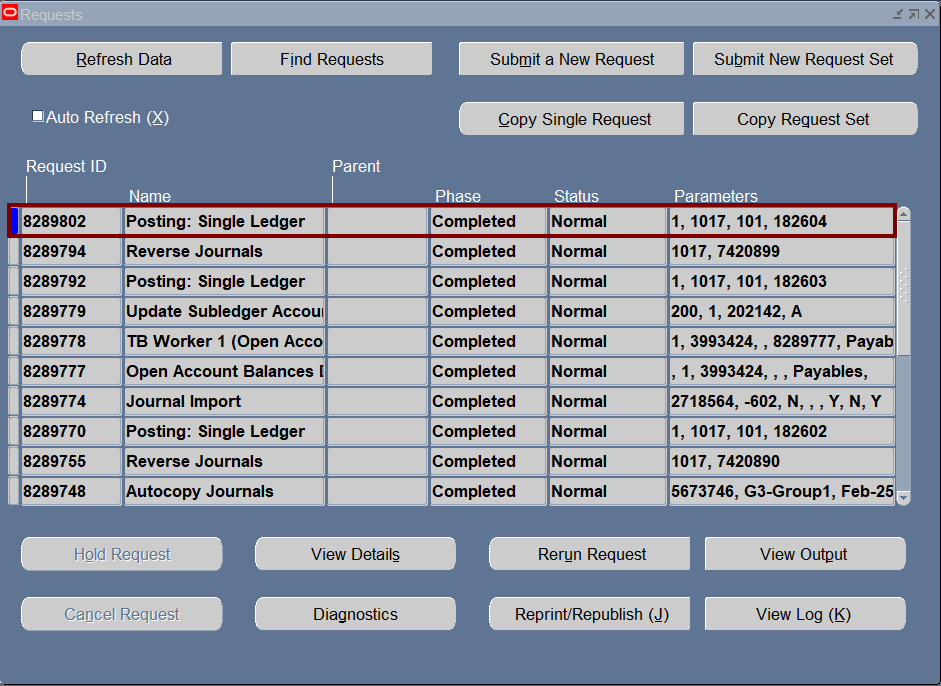 Requests
Refresh Data Find Requests Submit a New Request Submit New Request Set
Auto Refresh (X) Copy Single Request Copy Request Set
Request ID Parent
Name Phase Status Parameters
8289802 Posting: Single Ledger Completed Normal 1, 1017, 101, 182604
8289794 Reverse Journals Completed Normal 1017, 7420899
8289792 Posting: Single Ledger Completed Normal 1, 1017, 101, 182603
8289779 Update Subledger Accou Completed Normal 200, 1, 202142, A
8289778 TB Worker 1 (Open Acco Completed Normal 1, 3993424, , 8289777, Payab
8289777 Open Account Balances Completed Normal , 1, 3993424, , , Payables,
8289774 Journal Import Completed Normal 2718564, -602, N, , , Y, N, Y
8289770 Posting: Single Ledger Completed Normal 1, 1017, 101, 182602
8289755 Reverse Journals Completed Normal 1017, 7420890
8289748 Autocopy Journals Completed Normal 5673746, G3-Group1, Feb-25
Hold Request View Details Rerun Request View Output
Cancel Request Diagnostics Reprint/Republish (J) View Log (K)